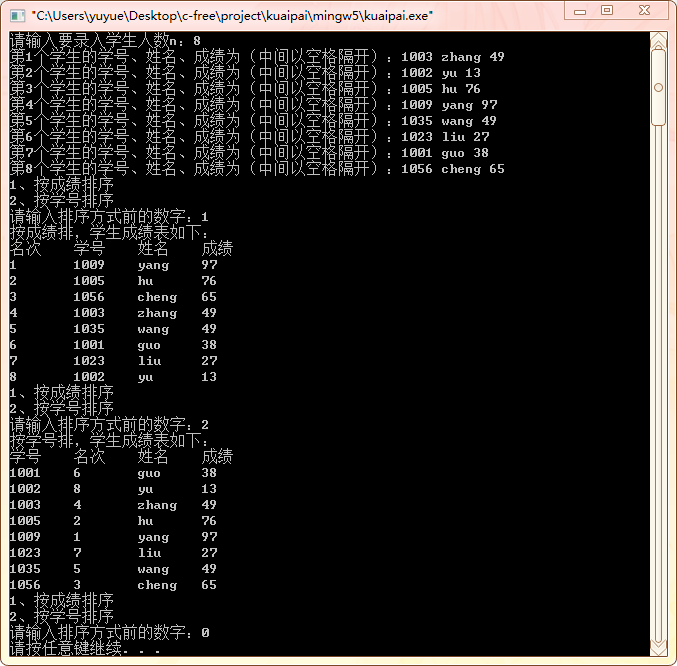 "C:\Users\yuyue\Desktop\c-free\project\kuaipai\mingw5\kuaipai.exe"
请输入要录入学生人数n：8
第1个学生的学号、姓名、成绩为（中间以空格隔开）：1003 zhang 49
第2个学生的学号、姓名、成绩为（中间以空格隔开）：1002 yu 13
第3个学生的学号、姓名、成绩为（中间以空格隔开）：1005 hu 76
第4个学生的学号、姓名、成绩为（中间以空格隔开）：1009 yang 97
第5个学生的学号、姓名、成绩为（中间以空格隔开）：1035 wang 49
第6个学生的学号、姓名、成绩为（中间以空格隔开）：1023 liu 27
第7个学生的学号、姓名、成绩为（中间以空格隔开）：1001 guo 38
第8个学生的学号、姓名、成绩为（中间以空格隔开）：1056 cheng 65
1、按成绩排序
2、按学号排序
请输入排序方式前的数字：1
按成绩排，学生成绩表如下：
名次 学号 姓名 成绩
1 1009 yang 97
2 1005 hu 76
3 1056 cheng 65
4 1003 zhang 49
5 1035 wang 49
6 1001 guo 38
7 1023 liu 27
8 1002 yu 13
1、按成绩排序
2、按学号排序
请输入排序方式前的数字：2
按学号排，学生成绩表如下：
学号 名次 姓名 成绩
1001 6 guo 38
1002 8 yu 13
1003 4 zhang 49
1005 2 hu 76
1009 1 yang 97
1023 7 liu 27
1035 5 wang 49
1056 3 cheng 65
1、按成绩排序
2、按学号排序
请输入排序方式前的数字：0
请按任意键继续. . .